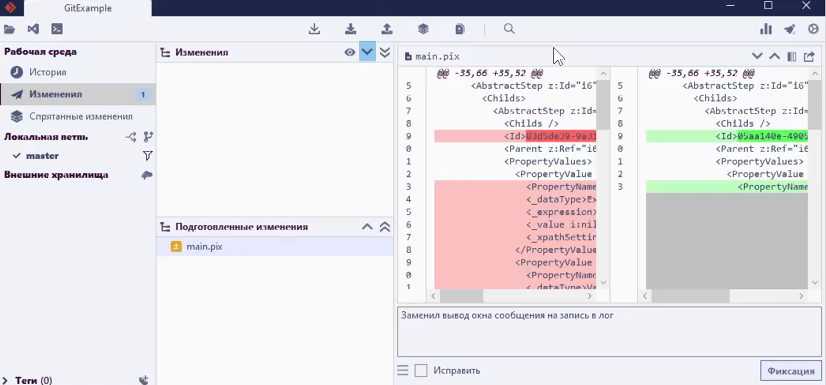 GitExample
Рабочая среда
История
Изменения 1
Спрятанные изменения
Локальная ветвь
master
Внешние хранилища
Теги (0)
Изменения
Подготовленные изменения
main.pix
main.pix
@@ -35,66 +35,52 @@
5 <AbstractStep z:Id="i6"
6 <Childs>
7 <AbstractStep z:Id=
8 <Childs />
9 <Id>
0 <Parent z:Ref="i6
1 <PropertyValues>
2 <PropertyValue
3 <PropertyName
4 <_dataType>Ex
5 <_expression>
6 <_value i:nil
7 <_xpathSettin
8 </PropertyValue
9 <PropertyValue
0 <PropertyName
1 <_dataType>Va
@@ -35,66 +35,52 @@
5 <AbstractStep z:Id="i6"
6 <Childs>
7 <AbstractStep z:Id=
8 <Childs />
9 <Id>05aa140e-4905
0 <Parent z:Ref="i6
1 <PropertyValues>
2 <PropertyValue
3 <PropertyName
Заменил вывод окна сообщения на запись в лог
Исправить
Фиксация